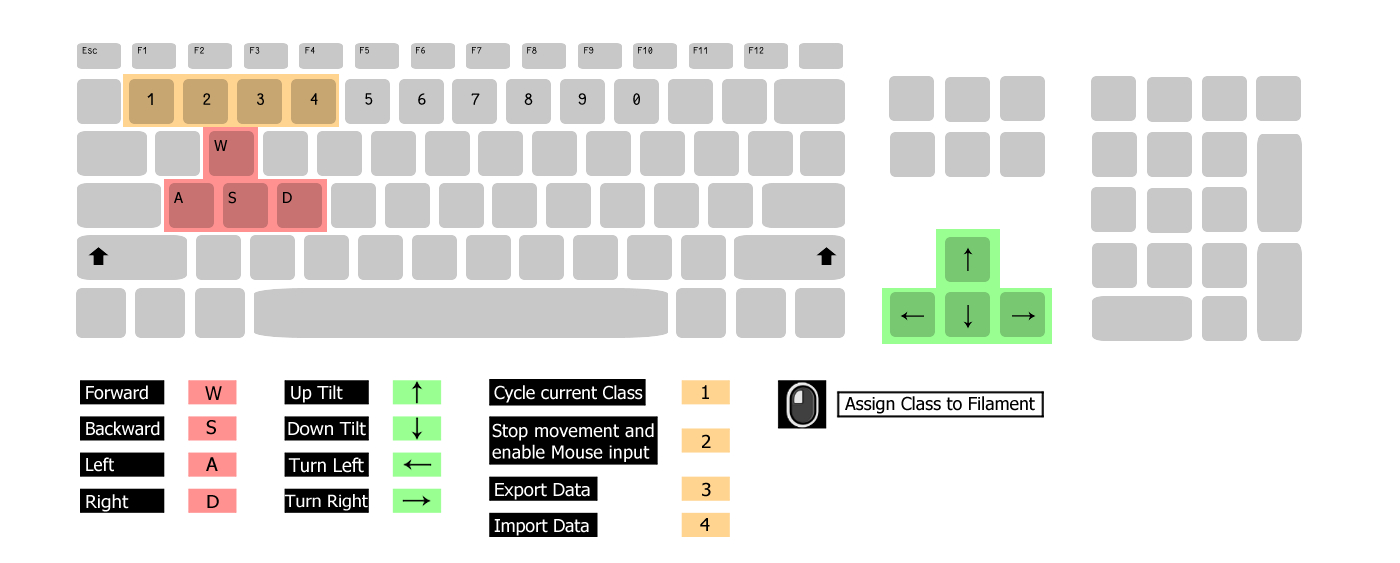 Esc F1 F2 F3 F4 F5 F6 F7 F8 F9 F10 F11 F12
1 2 3 4 5 6 7 8 9 0
W
A S D
↑
← ↓ →
Forward W
Backward S
Left A
Right D
Up Tilt ↑
Down Tilt ↓
Turn Left ←
Turn Right →
Cycle current Class 1
Stop movement and
enable Mouse input 2
Export Data 3
Import Data 4
Assign Class to Filament